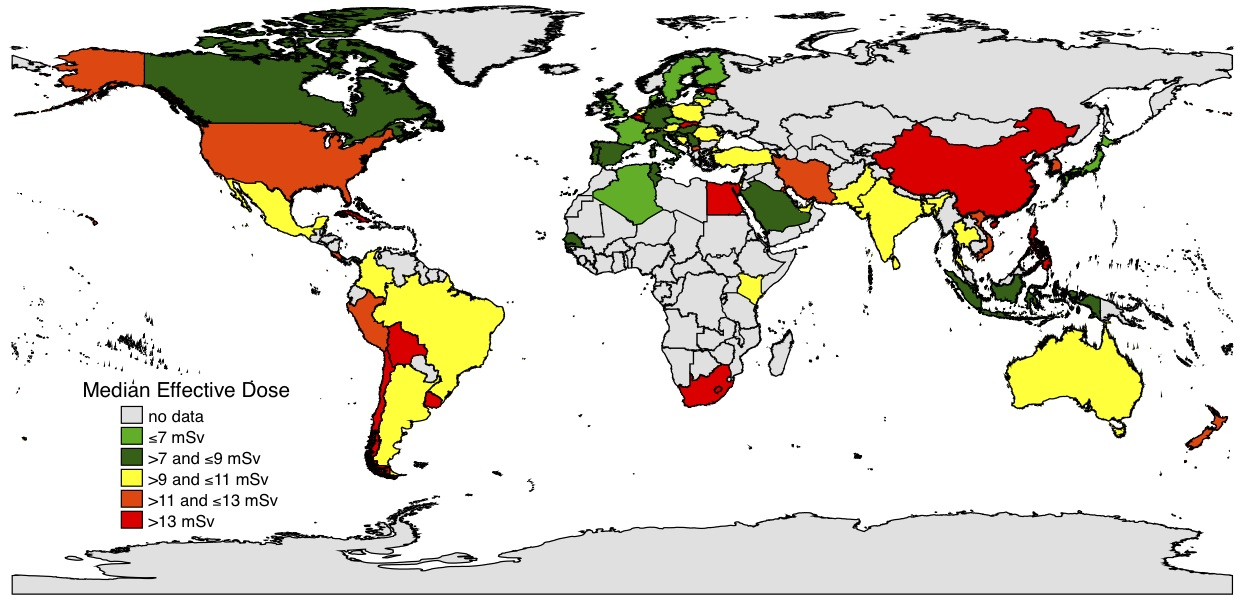 Median Effective Dose
no data
≤7 mSv
>7 and ≤9 mSv
>9 and ≤11 mSv
>11 and ≤13 mSv
>13 mSv